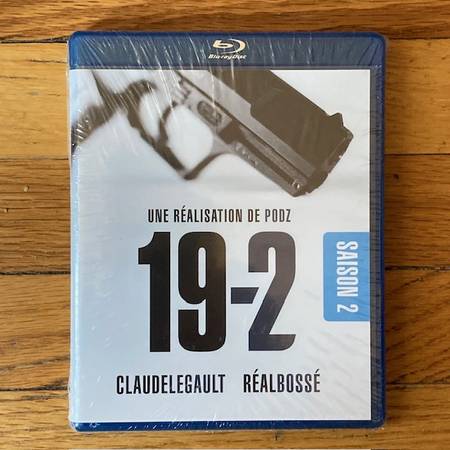 Blu-ray Disc
UNE RÉALISATION DE PODZ
19-2
SAISON 2
CLAUDELEGAULT RÉALBOSSÉ